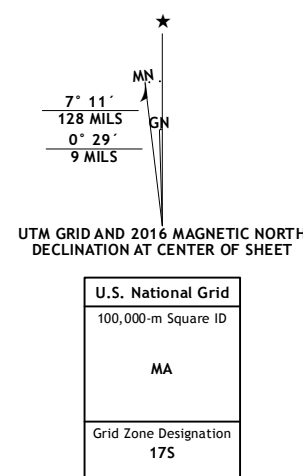 ★
MN
GN
7° 11´
128 MILS
0° 29´
9 MILS
UTM GRID AND 2016 MAGNETIC NORTH
DECLINATION AT CENTER OF SHEET
U.S. National Grid
100,000-m Square ID
MA
Grid Zone Designation
17S